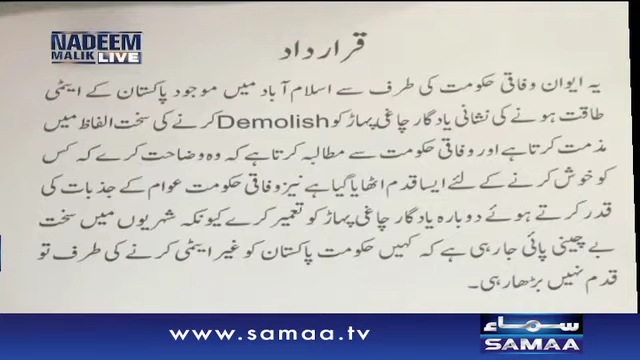 NADEEM
MALIK LIVE
قرارداد
یہ ایوان وفاقی حکومت کی طرف سے اسلام آباد میں موجود پاکستان کے ایٹمی
طاقت ہونے کی نشانی یادگار چاغی پہاڑ کو Demolish کرنے کی سخت الفاظ میں
مذمت کرتا ہے اور وفاقی حکومت سے مطالبہ کرتا ہے کہ وہ وضاحت کرے کہ کس
کو خوش کرنے کے لئے ایسا قدم اٹھایا گیا ہے نیز وفاقی حکومت عوام کے جذبات کی
قدر کرتے ہوئے دوبارہ یادگار چاغی پہاڑ کو تعمیر کرے کیونکہ شہریوں میں سخت
بے چینی پائی جارہی ہے کہ کہیں حکومت پاکستان کو غیر ایٹمی کرنے کی طرف تو
قدم نہیں بڑھا رہی۔
www.samaa.tv
سماء
SAMAA